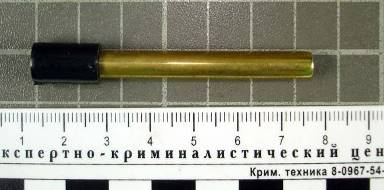 1 2 3 4 5 6 7 8 9
кспертно-криминалистический цен
Крим. техника 8-0967-54-